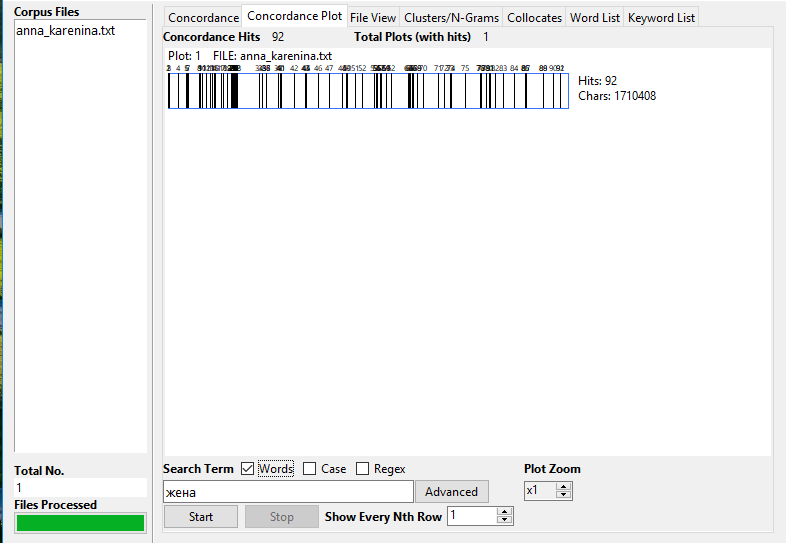 Corpus Files
anna_karenina.txt
Total No.
1
Files Processed
Concordance Concordance Plot File View Clusters/N-Grams Collocates Word List Keyword List
Concordance Hits 92 Total Plots (with hits) 1
Plot: 1 FILE: anna_karenina.txt
Hits: 92
Chars: 1710408
Search Term Words Case Regex Plot Zoom
жена Advanced x1
Start Stop Show Every Nth Row 1